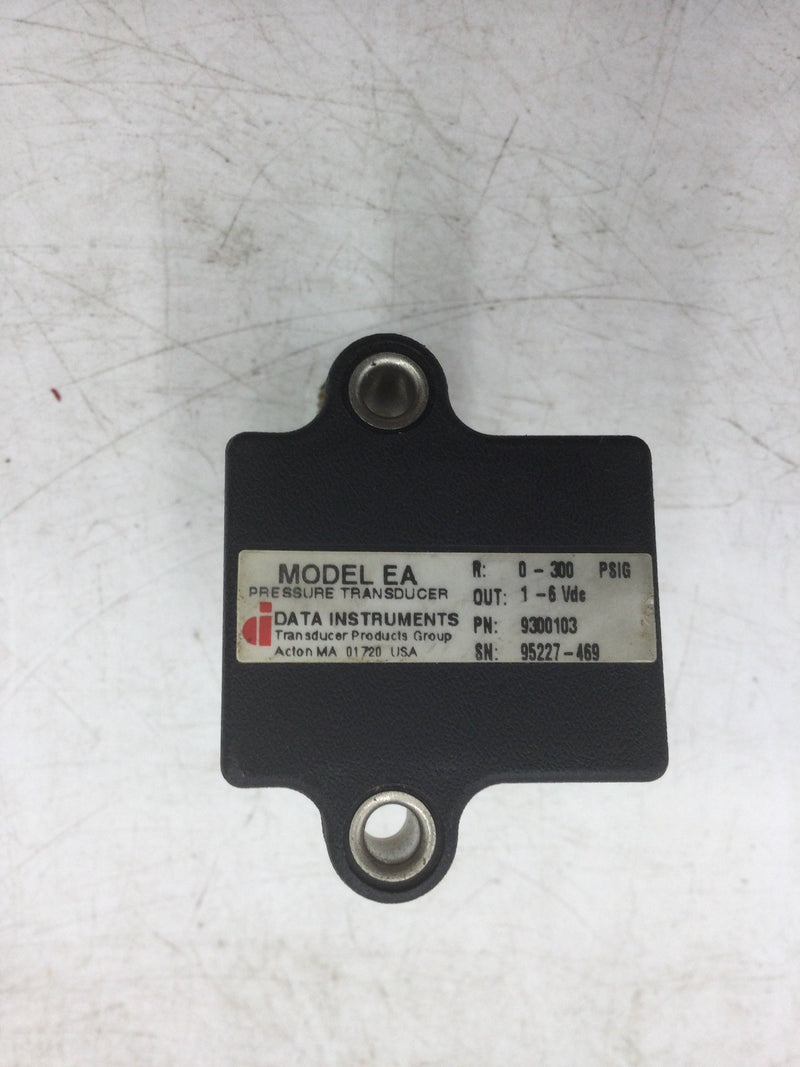 MODEL EA
PRESSURE TRANSDUCER
di DATA INSTRUMENTS
Transducer Products Group
Acton MA 01720 USA
R: 0 - 300 PSIG
OUT: 1 - 6 Vdc
PN: 9300103
SN: 95227-469